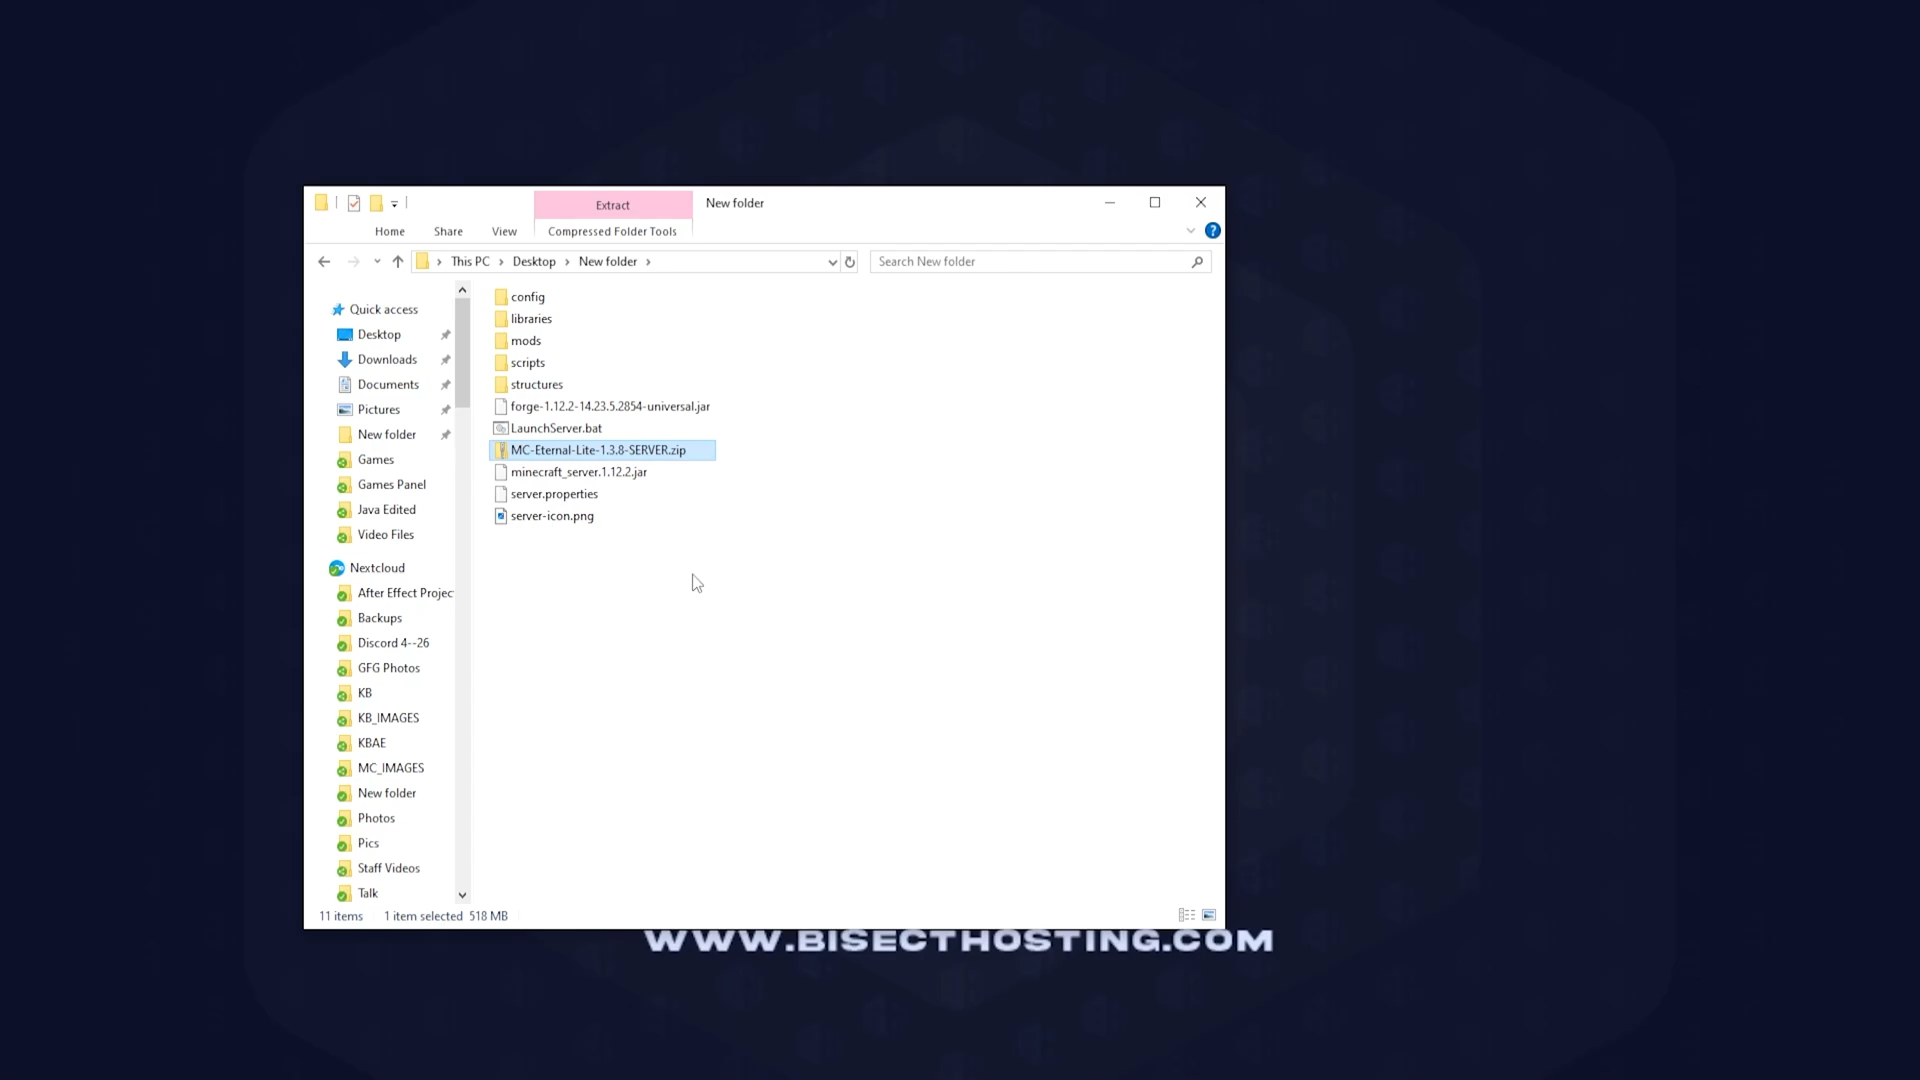 Extract
New folder
Home
Share
View
Compressed Folder Tools
This PC
Desktop
New folder
Search New folder
Quick access
Desktop
Downloads
Documents
Pictures
New folder
Games
Games Panel
Java Edited
Video Files
Nextcloud
After Effect Projec
Backups
Discord 4--26
GFG Photos
KB
KB_IMAGES
KBAE
MC_IMAGES
New folder
Photos
Pics
Staff Videos
Talk
config
libraries
mods
scripts
structures
forge-1.12.2-14.23.5.2854-universal.jar
LaunchServer.bat
MC-Eternal-Lite-1.3.8-SERVER.zip
minecraft_server.1.12.2.jar
server.properties
server-icon.png
11 items
1 item selected 518 MB
WWW.BISECTHOSTING.COM